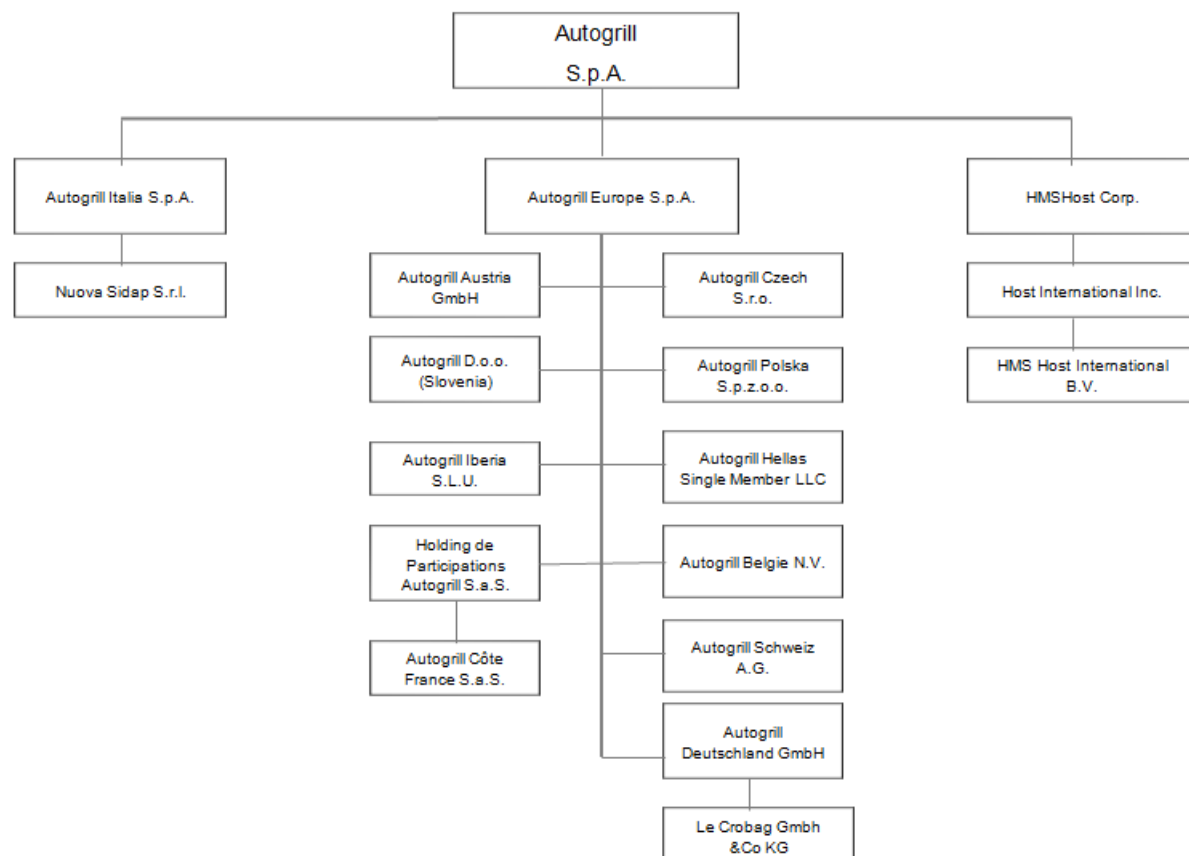 Autogrill
S.p.A.
Autogrill Italia S.p.A.
Autogrill Europe S.p.A.
HMSHost Corp.
Nuova Sidap S.r.l.
Autogrill Austria
GmbH
Autogrill Czech
S.r.o.
Host International Inc.
Autogrill D.o.o.
(Slovenia)
Autogrill Polska
S.p.z.o.o.
HMS Host International
B.V.
Autogrill Iberia
S.L.U.
Autogrill Hellas
Single Member LLC
Holding de
Participations
Autogrill S.a.S.
Autogrill Belgie N.V.
Autogrill Côte
France S.a.S.
Autogrill Schweiz
A.G.
Autogrill
Deutschland GmbH
Le Crobag Gmbh
&Co KG